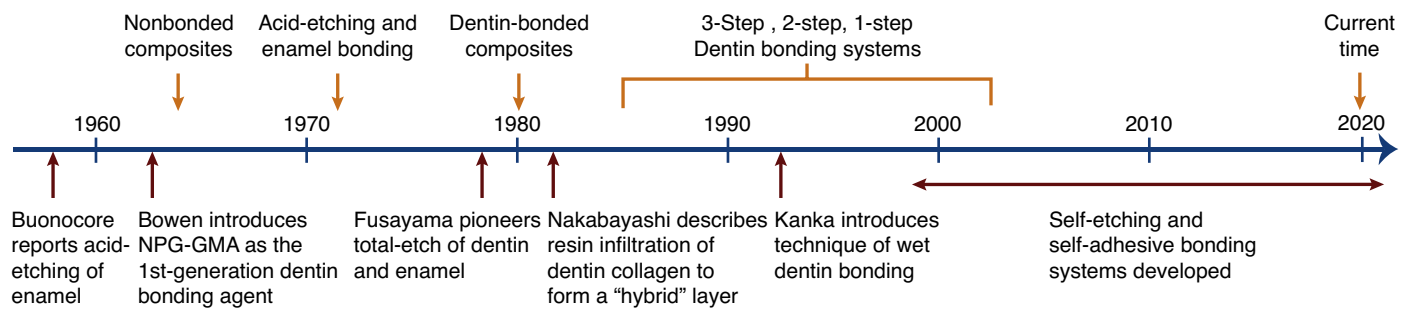 Nonbonded
composites
Acid-etching and
enamel bonding
Dentin-bonded
composites
3-Step , 2-step, 1-step
Dentin bonding systems
Current
time
1960
1970
1980
1990
2000
2010
2020
Buonocore
reports acid-
etching of
enamel
Bowen introduces
NPG-GMA as the
1st-generation dentin
bonding agent
Fusayama pioneers
total-etch of dentin
and enamel
Nakabayashi describes
resin infiltration of
dentin collagen to
form a “hybrid” layer
Kanka introduces
technique of wet
dentin bonding
Self-etching and
self-adhesive bonding
systems developed